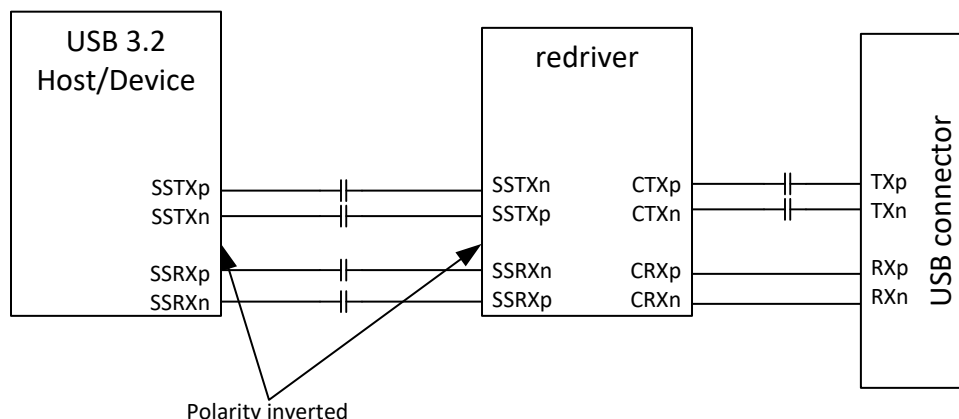 USB 3.2
Host/Device
SSTXp
SSTXn
SSRXp
SSRXn
redriver
SSTXn
SSTXp
SSRXn
SSRXp
CTXp
CTXn
CRXp
CRXn
TXp
TXn
RXp
RXn
USB connector
Polarity inverted